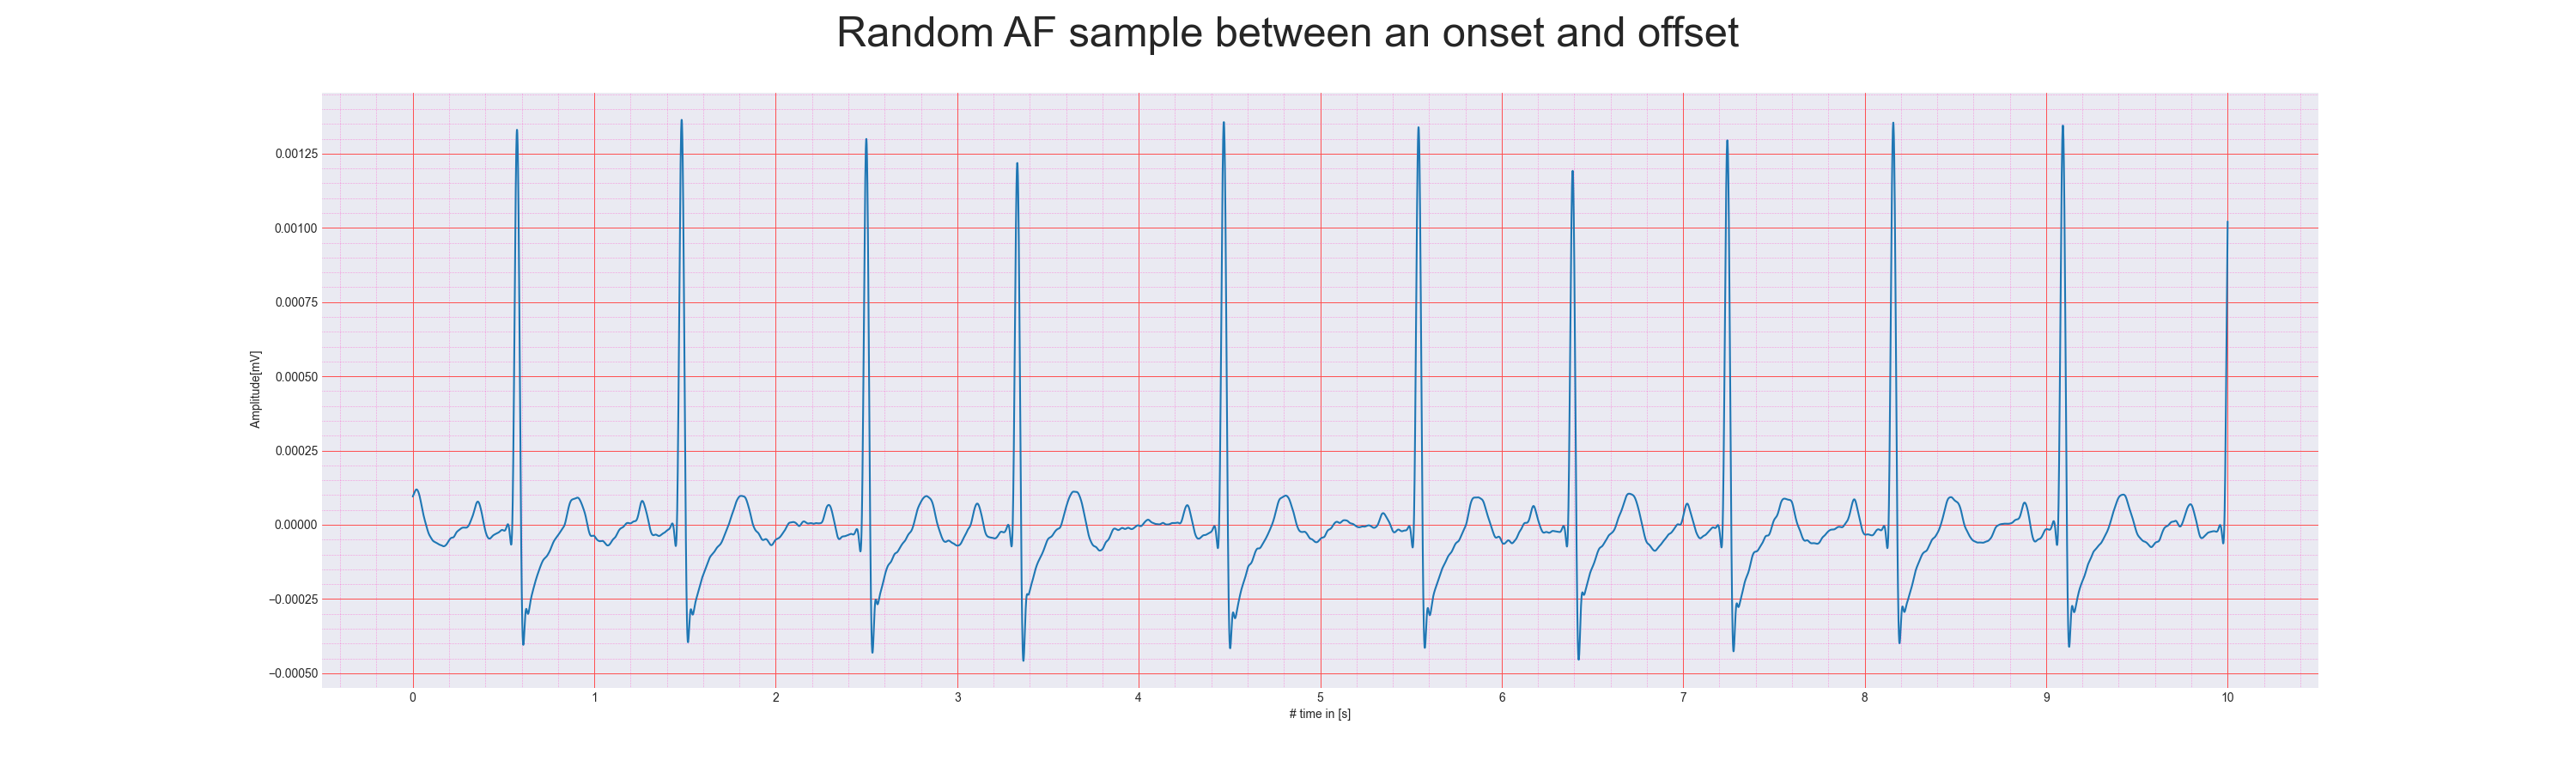 Random AF sample between an onset and offset
0.00125
0.00100
0.00075
0.00050
0.00025
0.00000
−0.00025
−0.00050
Amplitude[mV]
0 1 2 3 4 5 6 7 8 9 10
# time in [s]